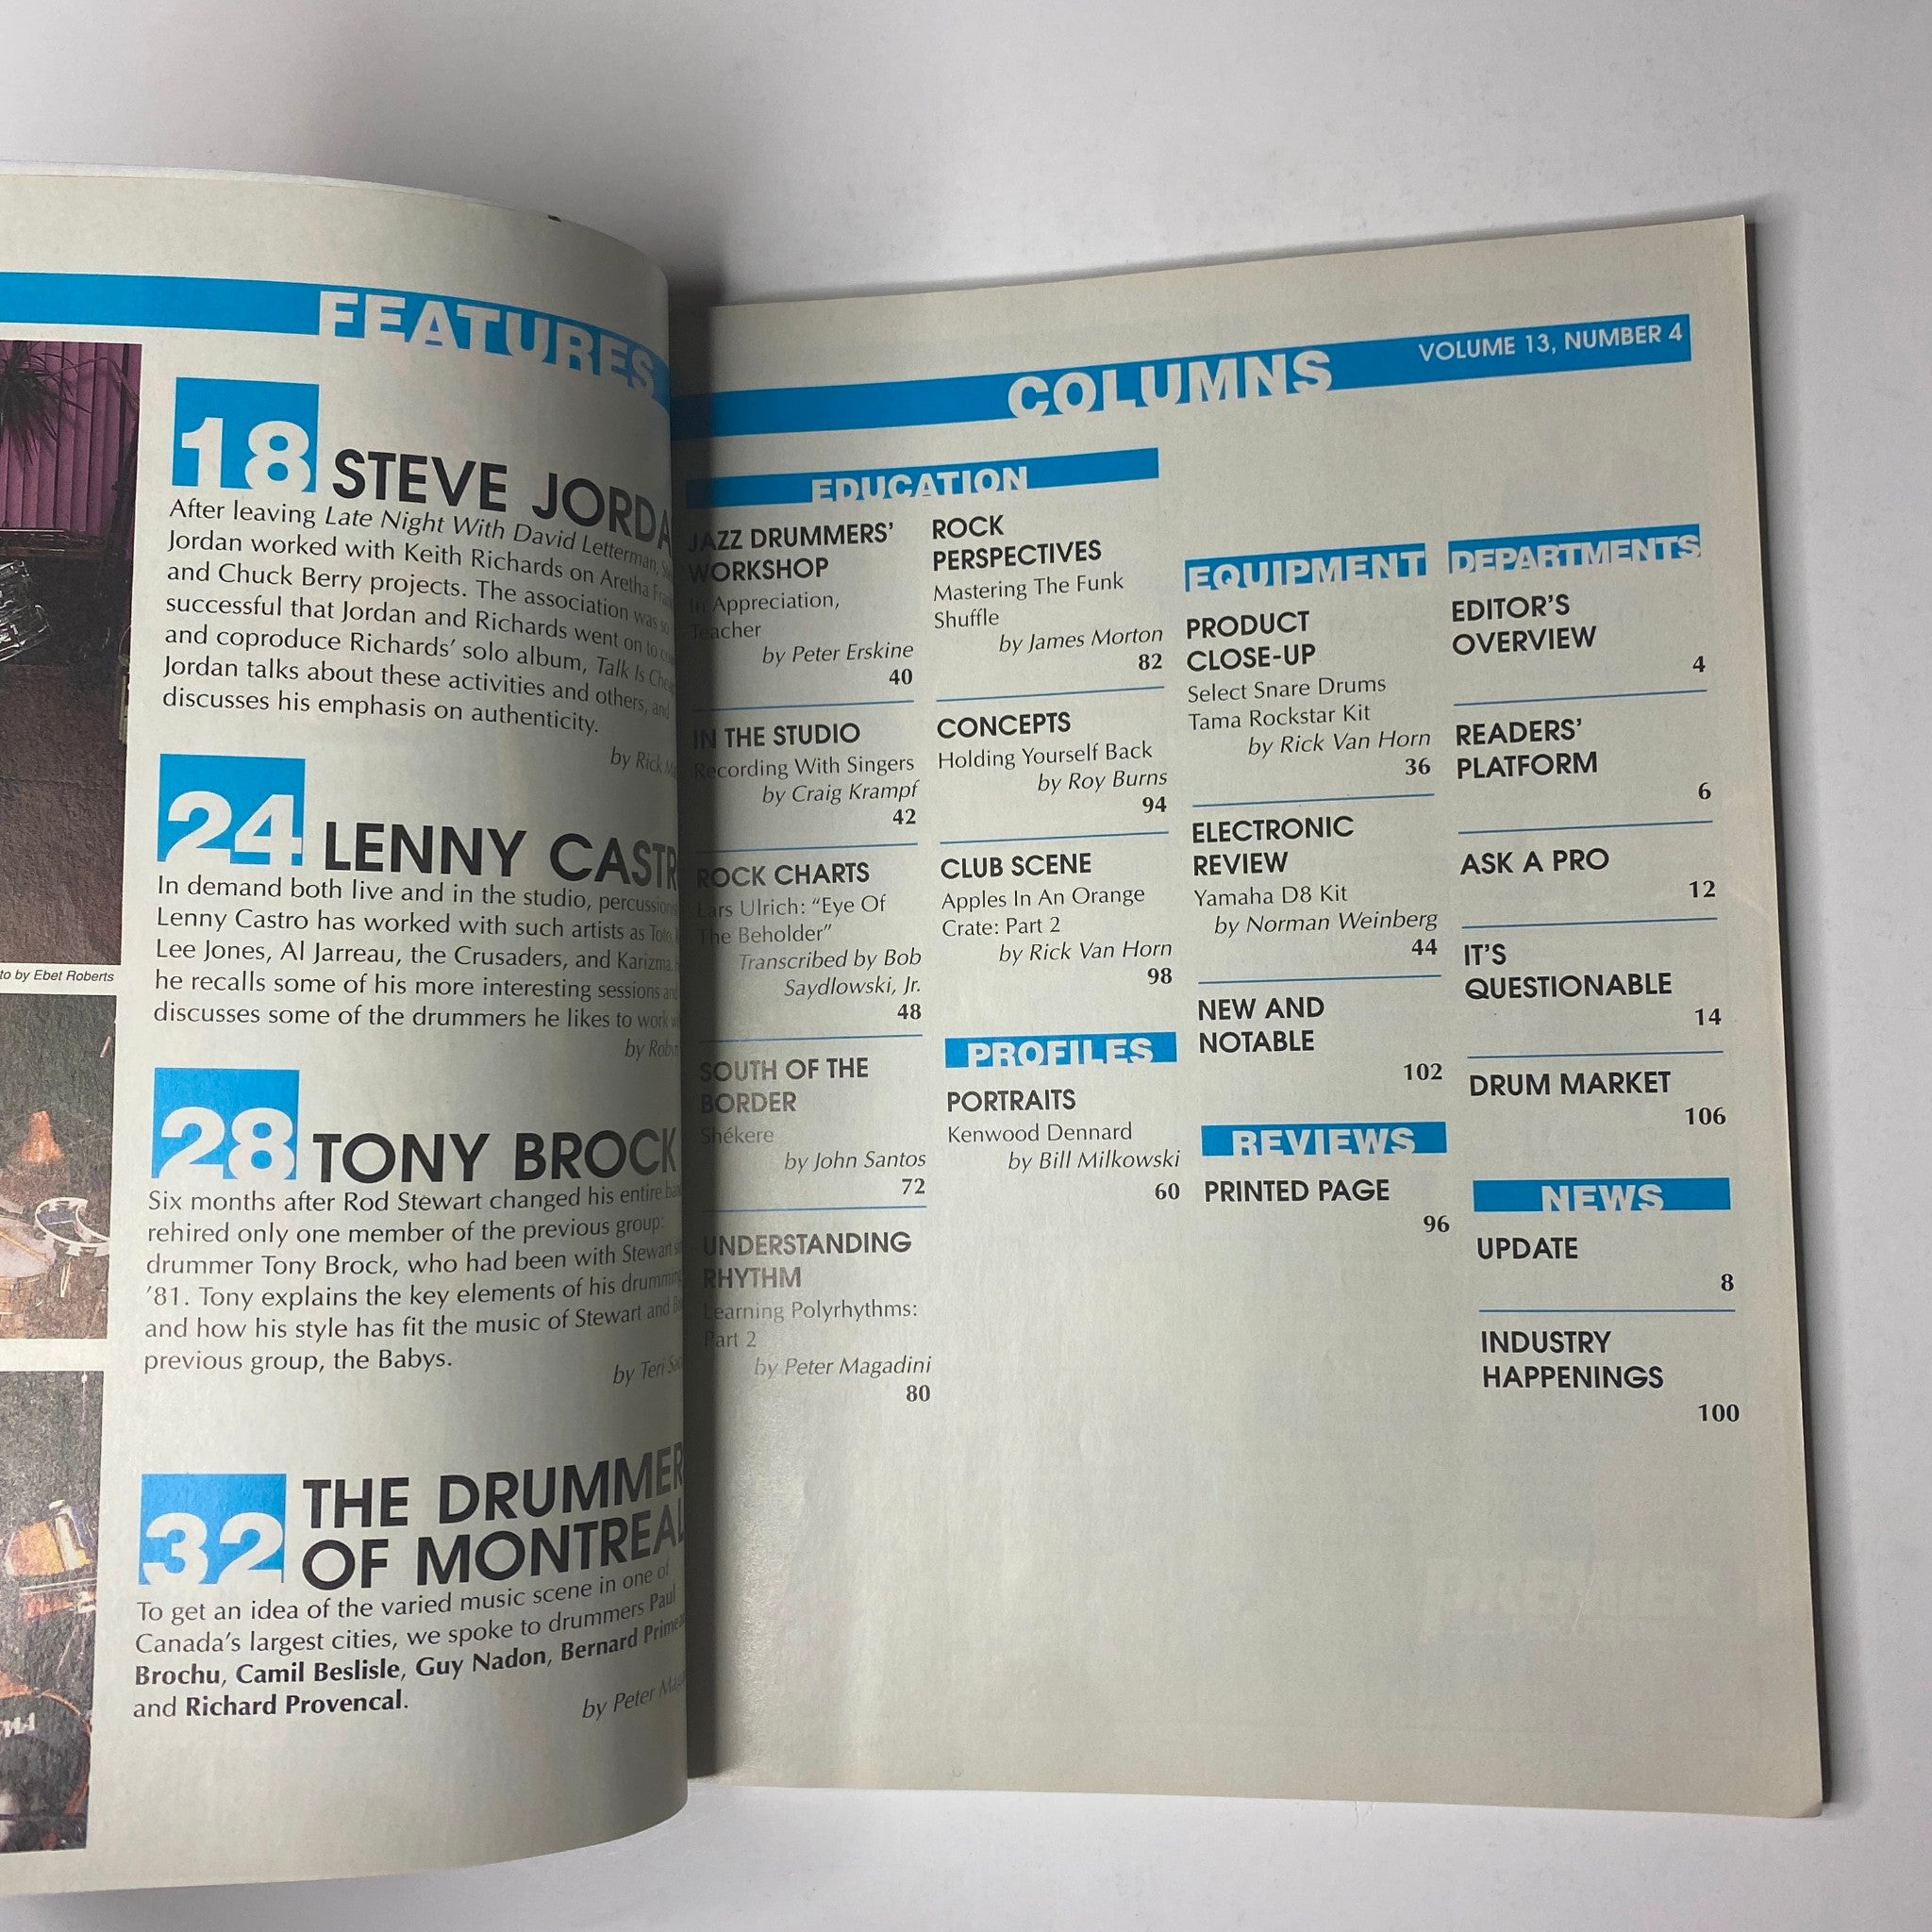 FEATURES
18 STEVE
After leaving Late Night With David Letterman,
Jordan worked with Keith Richards on Aretha
and Chuck Berry projects. The association was so
successful that Jordan and Richards went on to
and coproduce Richards' solo album, Talk Is
Jordan talks about these activities and others, and
discusses his emphasis on authenticity.
by Rick
24 LENNY
In demand both live and in the studio,
Lenny Castro has worked with such artists as Toto,
Lee Jones, Al Jarreau, the Crusaders, and Karizma.
he recalls some of his more interesting sessions and
discusses some of the drummers he likes to work
by
28 TONY BROCK
Six months after Rod Stewart changed his entire
rehired only one member of the previous group:
drummer Tony Brock, who had been with Stewart
'81. Tony explains the key elements of his drumming
and how his style has fit the music of Stewart and
previous group, the Babys.
by Teri
32 THE
OF MONTREAL
To get an idea of the varied music scene in one of
Canada's largest cities, we spoke to drummers Paul
Brochu, Camil Beslisle, Guy Nadon, Bernard
and Richard Provencal.
by Peter
to by Ebet Roberts
COLUMNS
VOLUME 13, NUMBER 4
EDUCATION
JAZZ DRUMMERS'
WORKSHOP
In Appreciation,
Teacher
by Peter Erskine
40
IN THE STUDIO
Recording With Singers
by Craig Krampf
42
ROCK CHARTS
Lars Ulrich: "Eye Of
The Beholder"
Transcribed by Bob
Saydlowski, Jr.
48
SOUTH OF THE
BORDER
Shékere
by John Santos
72
UNDERSTANDING
RHYTHM
Learning Polyrhythms:
Part 2
by Peter Magadini
80
ROCK
PERSPECTIVES
Mastering The Funk
Shuffle
by James Morton
82
CONCEPTS
Holding Yourself Back
by Roy Burns
94
CLUB SCENE
Apples In An Orange
Crate: Part 2
by Rick Van Horn
98
PROFILES
PORTRAITS
Kenwood Dennard
by Bill Milkowski
60
EQUIPMENT
PRODUCT
CLOSE-UP
Select Snare Drums
Tama Rockstar Kit
by Rick Van Horn
36
ELECTRONIC
REVIEW
Yamaha D8 Kit
by Norman Weinberg
44
NEW AND
NOTABLE
102
REVIEWS
PRINTED PAGE
96
DEPARTMENTS
EDITOR'S
OVERVIEW
4
READERS'
PLATFORM
6
ASK A PRO
12
IT'S
QUESTIONABLE
14
DRUM MARKET
106
NEWS
UPDATE
8
INDUSTRY
HAPPENINGS
100